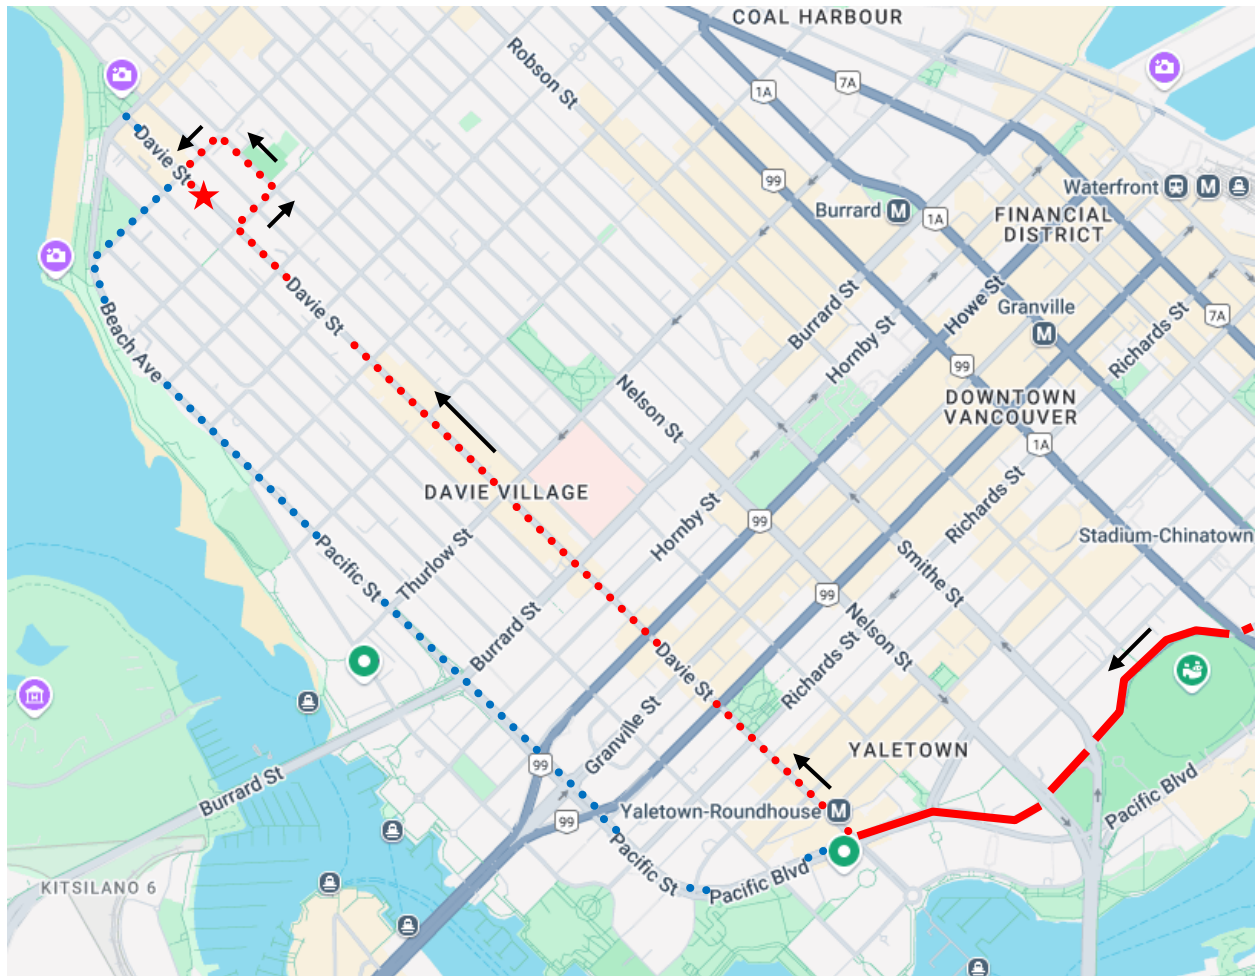 COAL HARBOUR
Robson St
1A
7A
Davie St
99
Waterfront
M
Burrard
M
1A
FINANCIAL
DISTRICT
Davie St
Beach Ave
Burrard St
Hornby St
Howe St
Granville
M
Richards St
7A
99
Nelson St
DOWNTOWN
VANCOUVER
1A
DAVIE VILLAGE
Hornby St
99
Richards St
Stadium-Chinatown
Pacific St
Thurlow St
Smithe St
99
Nelson St
Burrard St
Davie St
Richards St
Granville St
99
YALETOWN
Burrard St
Yaletown-Roundhouse
M
99
Pacific Blvd
Pacific St
Pacific Blvd
KITSILANO 6